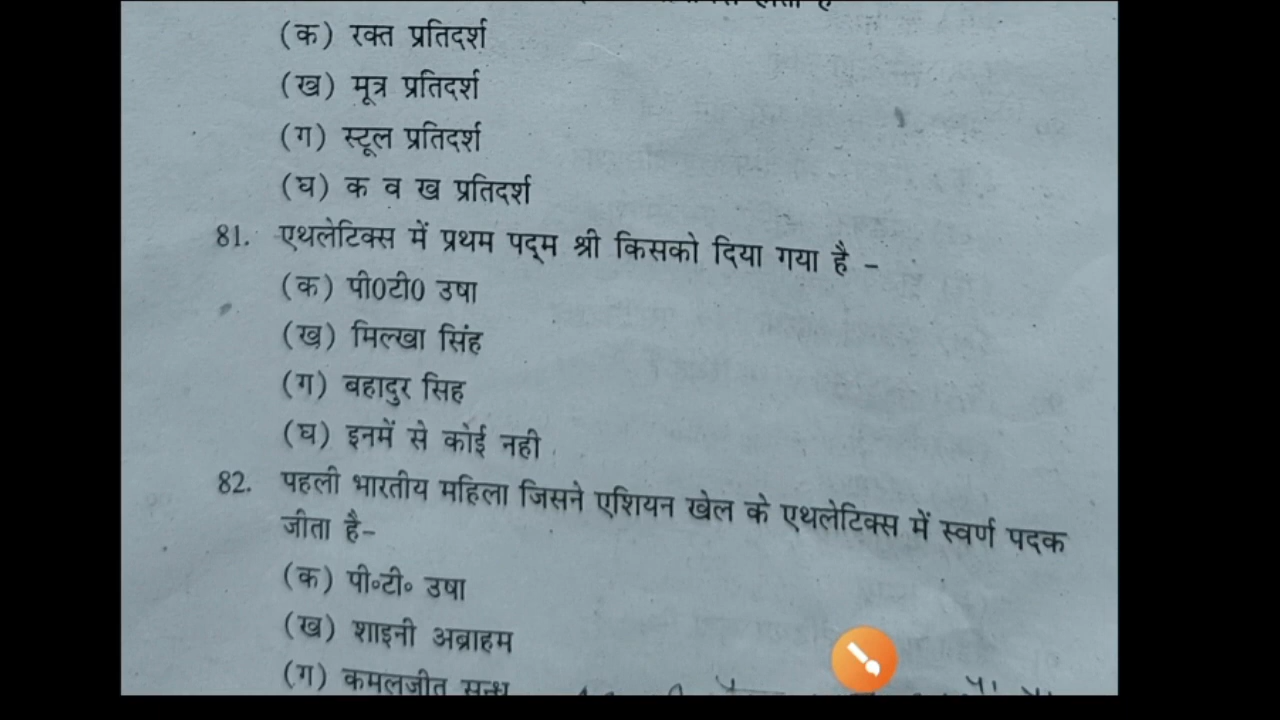 (क) रक्त प्रतिदर्श
(ख) मूत्र प्रतिदर्श
(ग) स्टूल प्रतिदर्श
(घ) क व ख प्रतिदर्श
81. एथलेटिक्स में प्रथम पद्म श्री किसको दिया गया है -
(क) पी0टी0 उषा
(ख) मिल्खा सिंह
(ग) बहादुर सिह
(घ) इनमें से कोई नही
82. पहली भारतीय महिला जिसने एशियन खेल के एथलेटिक्स में स्वर्ण पदक
जीता है-
(क) पी॰टी॰ उषा
(ख) शाइनी अब्राहम
(ग) कमलजीत सन्धु